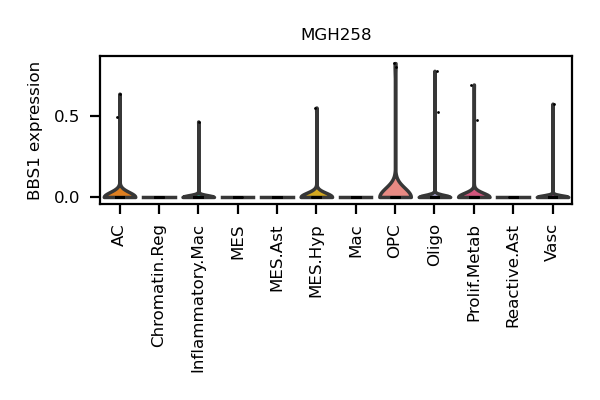 MGH258
BBS1 expression
0.5
0.0
AC
Chromatin.Reg
Inflammatory.Mac
MES
MES.Ast
MES.Hyp
Mac
OPC
Oligo
Prolif.Metab
Reactive.Ast
Vasc